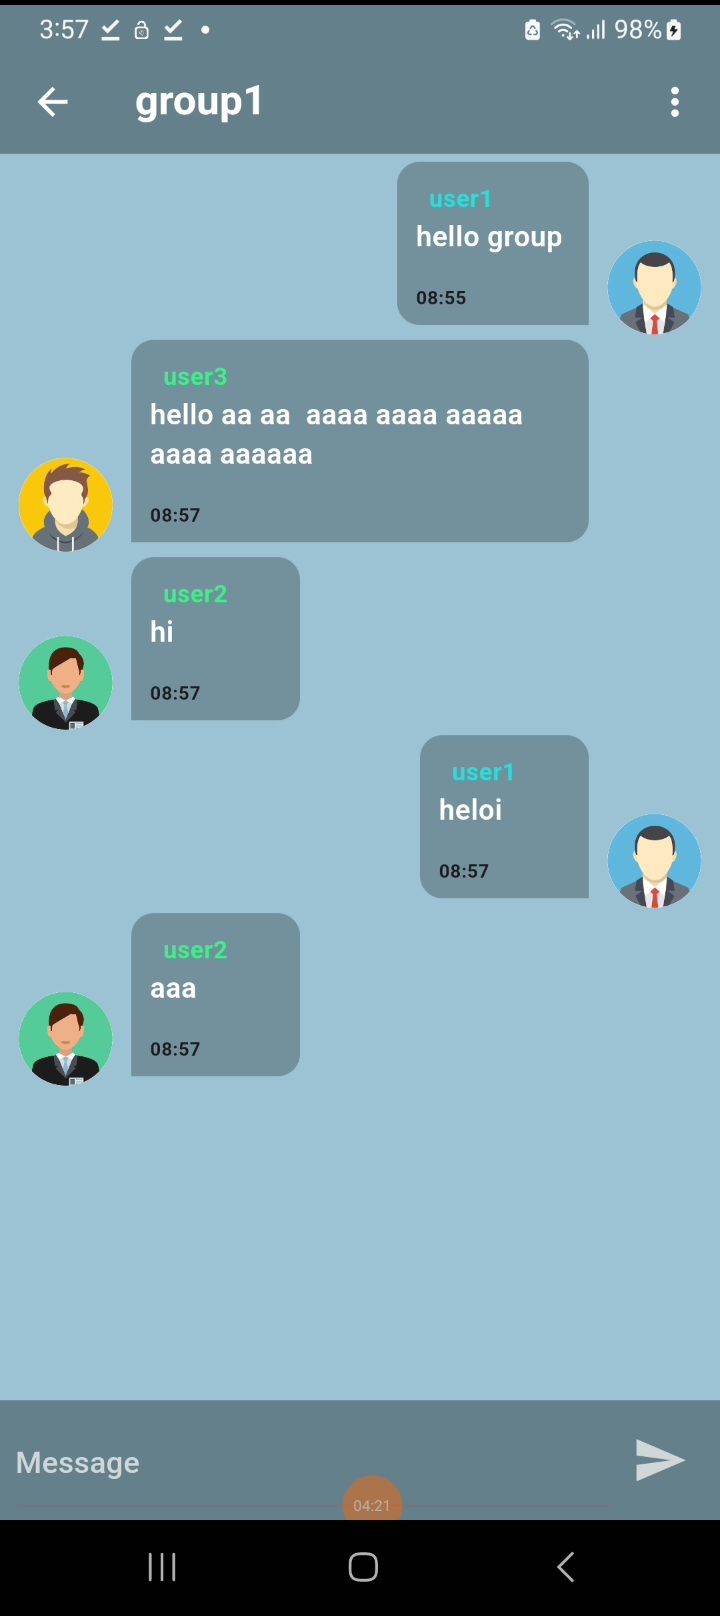 3:57 98%
group1
user1
hello group
08:55
user3
hello aa aa  aaaa aaaa aaaaa
aaaa aaaaaa
08:57
user2
hi
08:57
user1
heloi
08:57
user2
aaa
08:57
Message
04:21